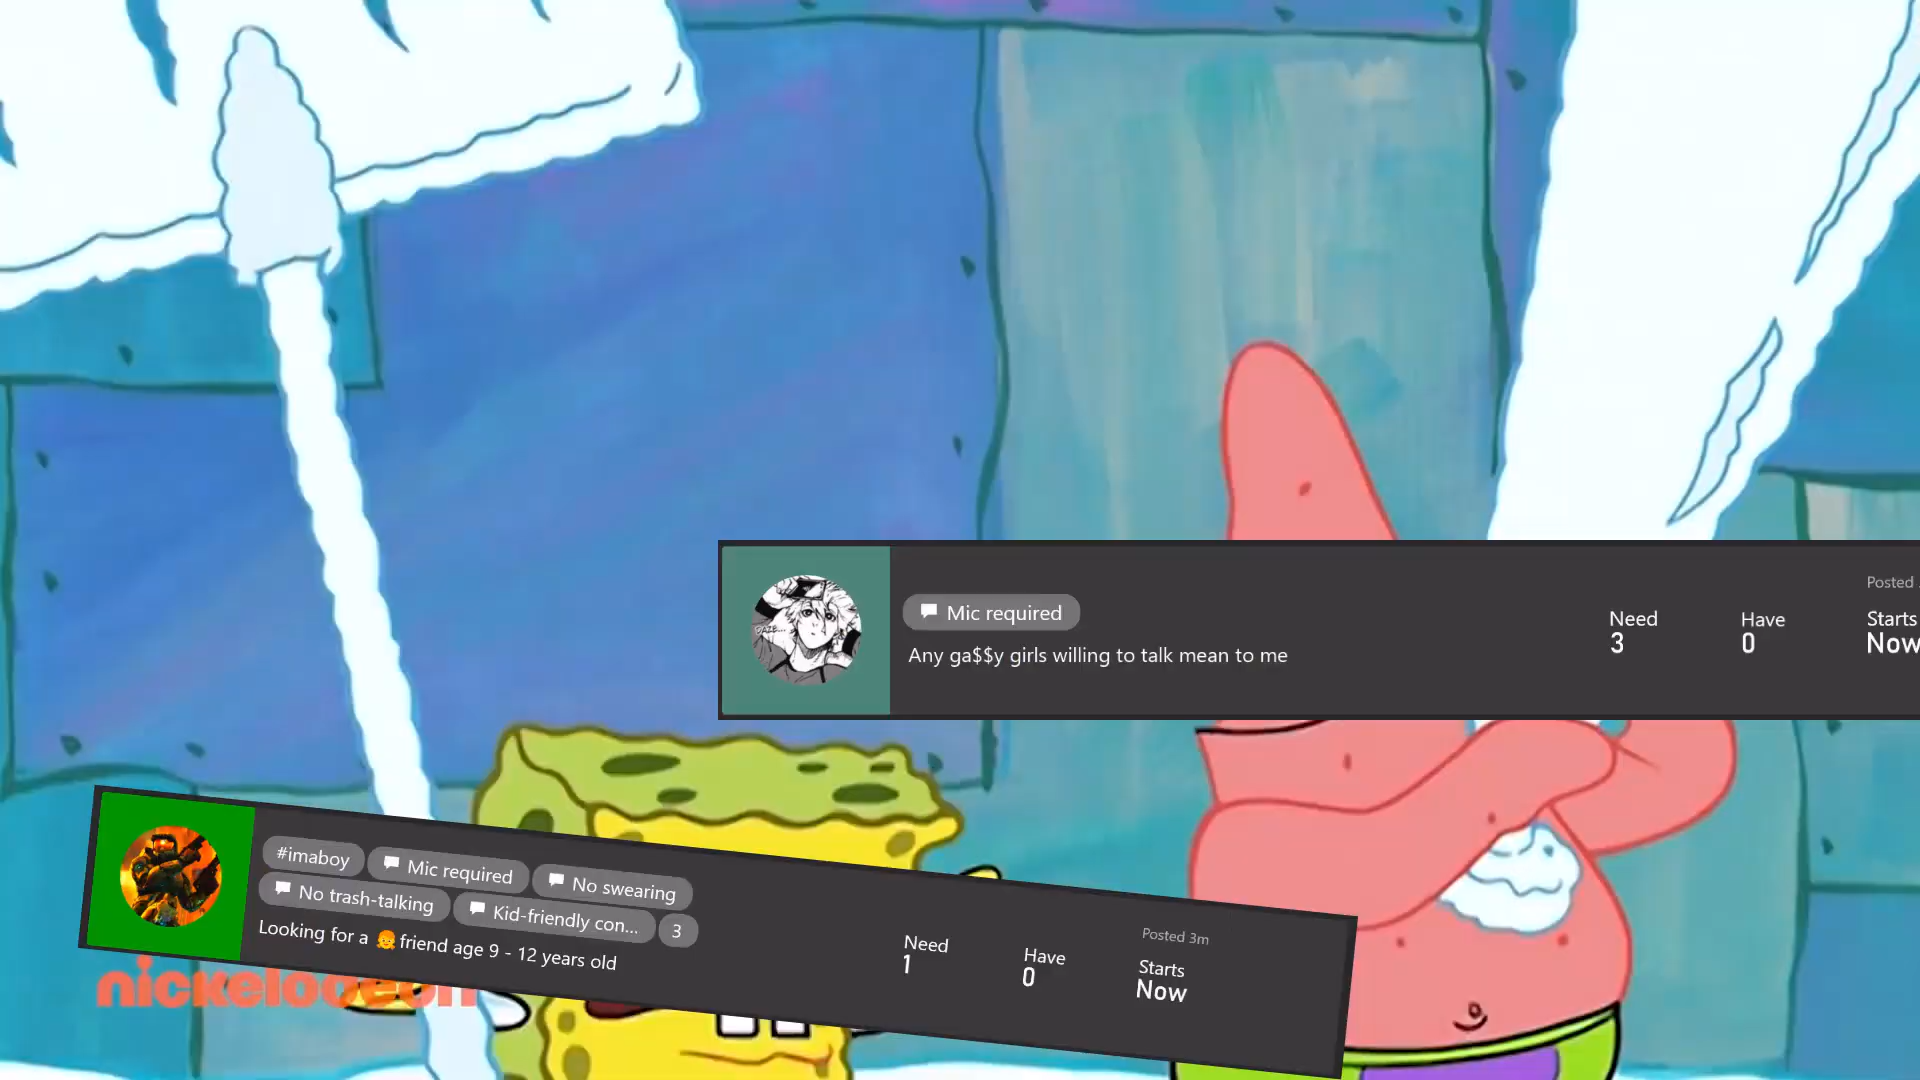 Mic required
Any ga$$y girls willing to talk mean to me
Need
3
Have
0
Posted
Starts
Now
DAZE...
#imaboy
Mic required
No swearing
No trash-talking
Kid-friendly con...
3
Looking for a 👧friend age 9 - 12 years old
Need
1
Have
0
Posted 3m
Starts
Now
nickelodeon